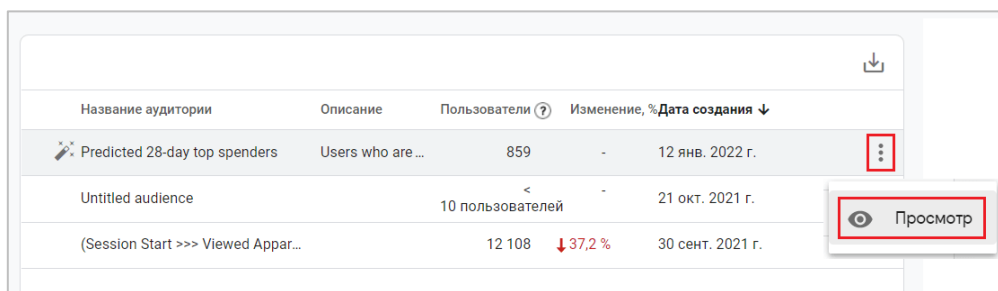 Название аудитории Описание Пользователи ? Изменение, % Дата создания ↓
Predicted 28-day top spenders Users who are ... 859 - 12 янв. 2022 г.
Untitled audience < 10 пользователей - 21 окт. 2021 г.
Просмотр
(Session Start >>> Viewed Appar... 12 108 ↓37,2 % 30 сент. 2021 г.